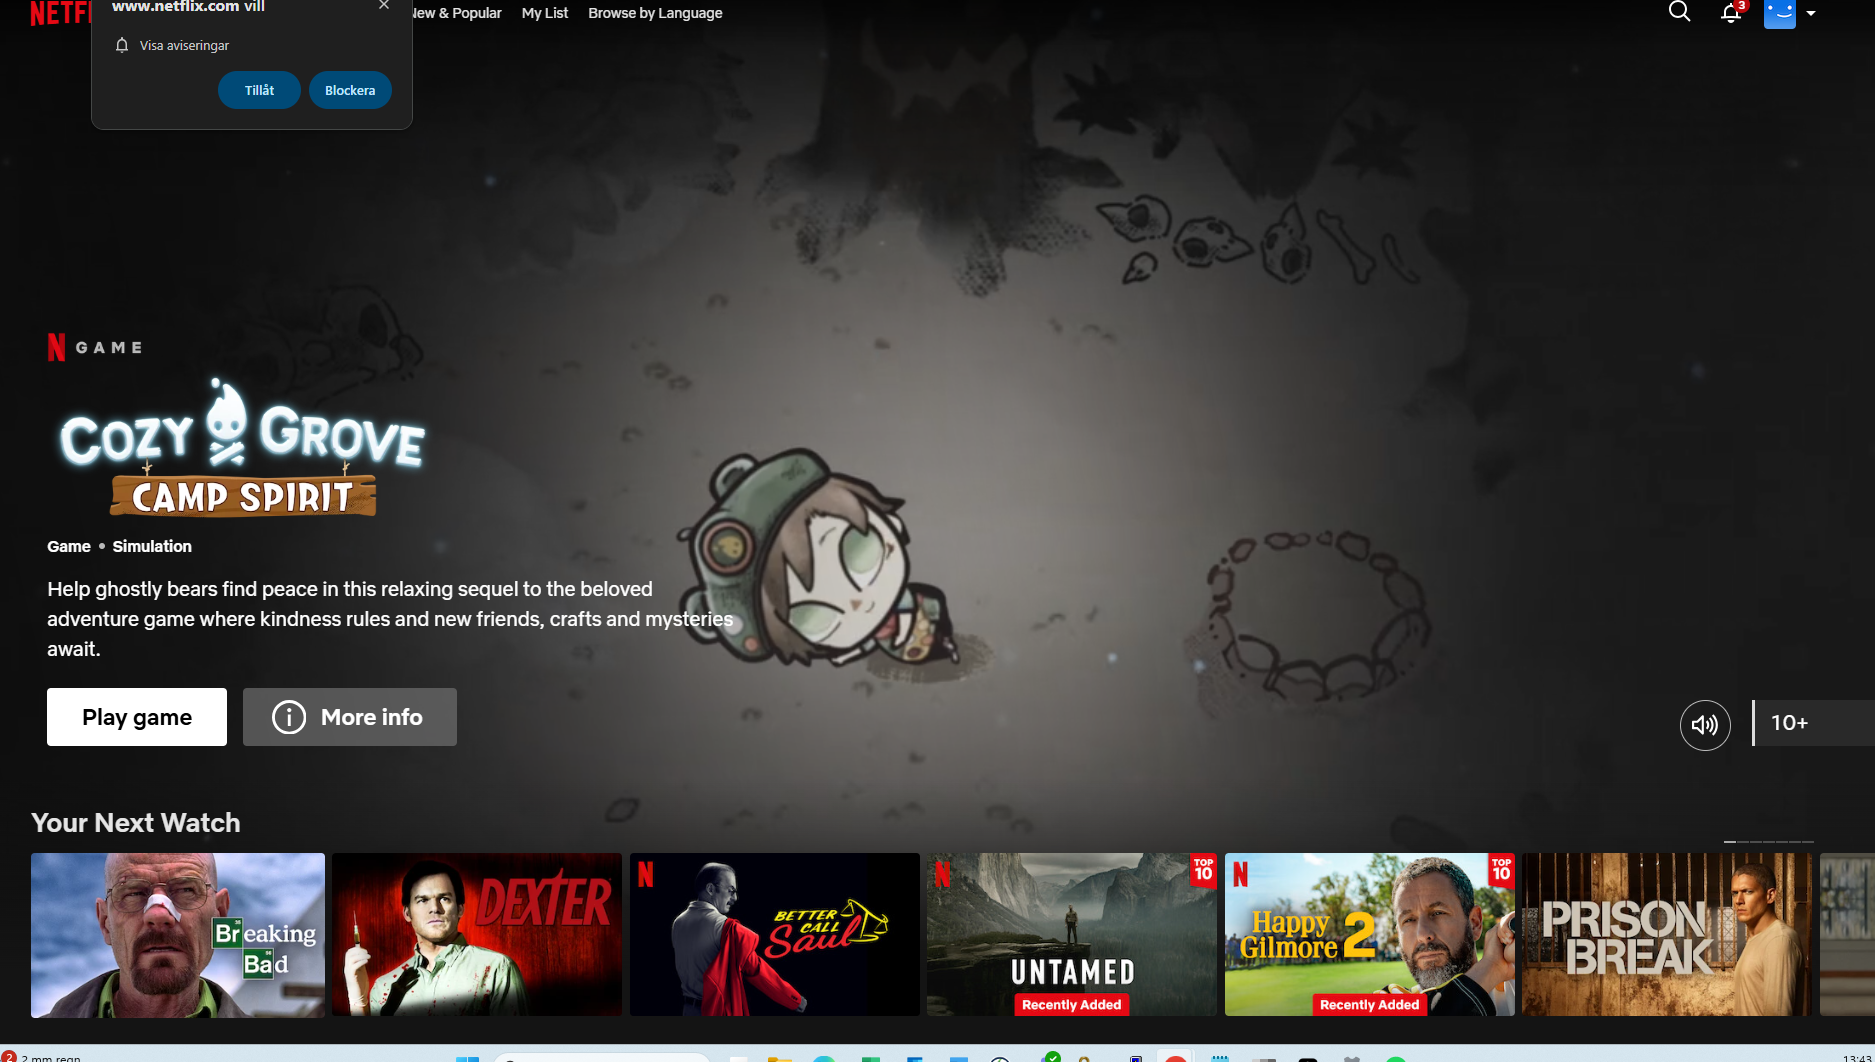 NETF
www.netflix.com vill
Visa aviseringar
Tillåt
Blockera
New & Popular
My List
Browse by Language
3
N GAME
COZY GROVE
CAMP SPIRIT
Game • Simulation
Help ghostly bears find peace in this relaxing sequel to the beloved
adventure game where kindness rules and new friends, crafts and mysteries
await.
Play game
More info
10+
Your Next Watch
Breaking
Bad
DEXTER
N
BETTER
CALL
Saul
N
TOP
10
UNTAMED
Recently Added
N
TOP
10
Happy
Gilmore 2
Recently Added
PRISON
BREAK
2
2 mm regn
13:43